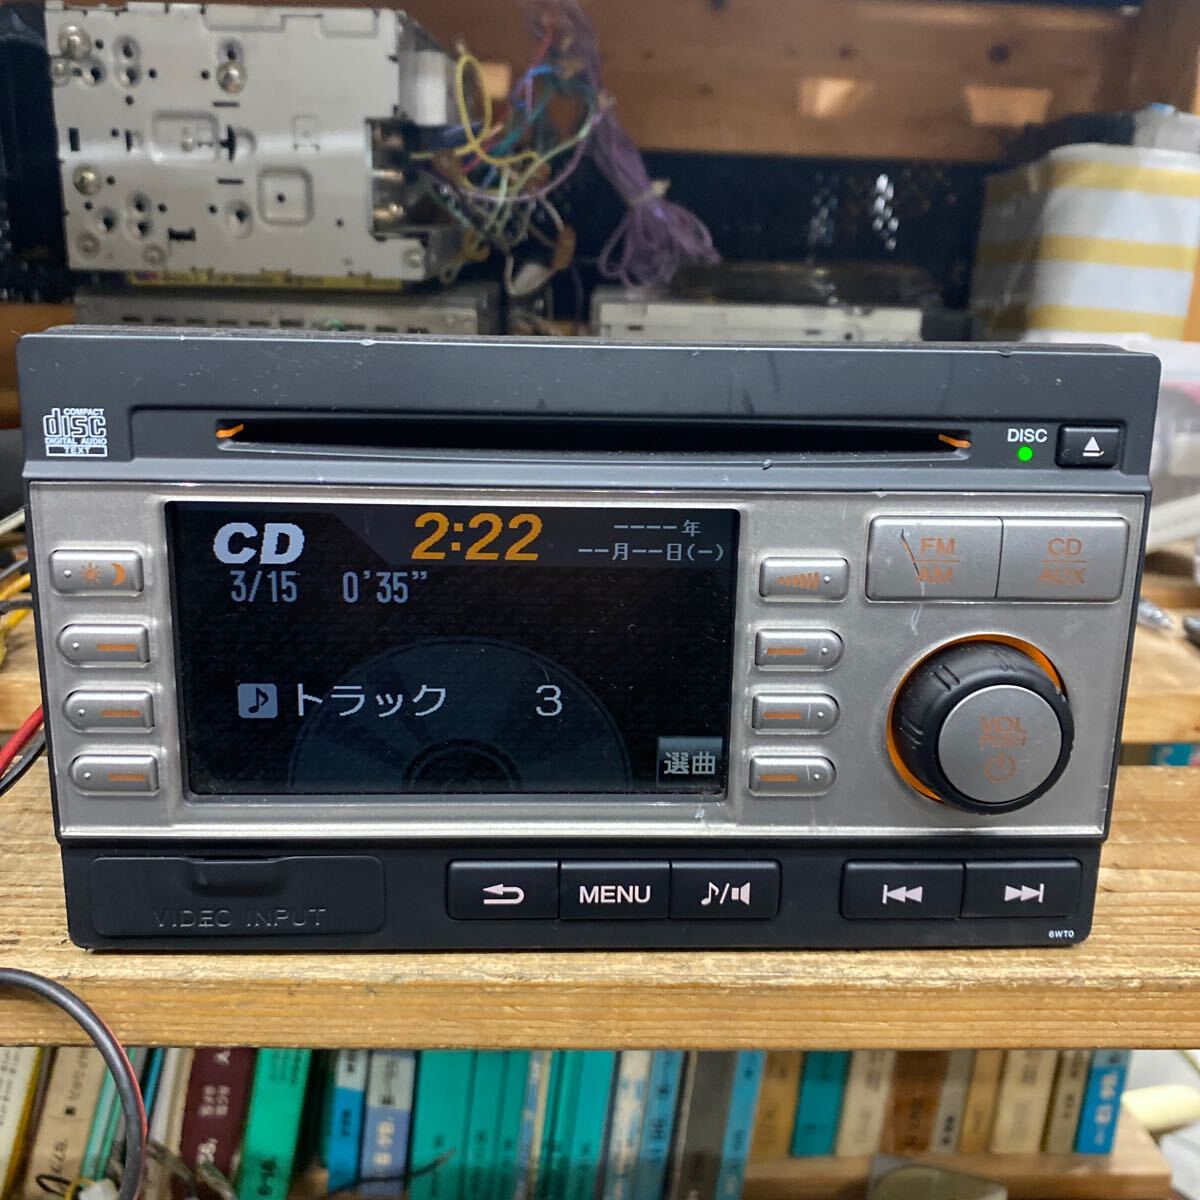 COMPACT
disc
DIGITAL AUDIO
TEXT
DISC
CD
2:22
----年
--月--日(-)
3/15 0'35"
トラック 3
選曲
FM
AM
CD
AUX
VOL
PUSH
VIDEO INPUT
MENU
6WT0